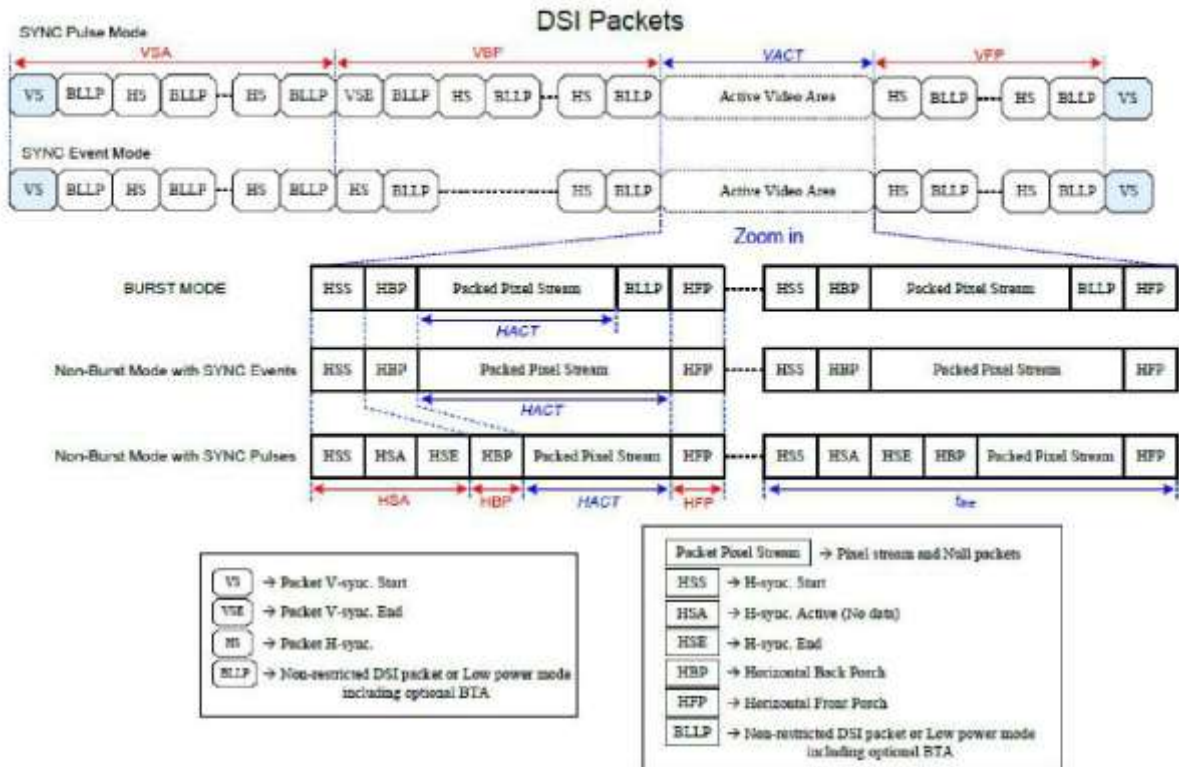 DSI Packets
SYNC Pulse Mode
VSA VBP VACT VFP
VS BLLP HS BLLP HS BLLP VSE BLLP HS BLLP HS BLLP Active Video Area HS BLLP HS BLLP VS
SYNC Event Mode
VS BLLP HS BLLP HS BLLP HS BLLP HS BLLP Active Video Area HS BLLP HS BLLP VS
Zoom in
BURST MODE HSS HBP Packed Pixel Stream BLLP HFP HSS HBP Packed Pixel Stream BLLP HFP
HACT
Non-Burst Mode with SYNC Events HSS HBP Packed Pixel Stream HFP HSS HBP Packed Pixel Stream HFP
HACT
Non-Burst Mode with SYNC Pulses HSS HSA HSE HBP Packed Pixel Stream HFP HSS HSA HSE HBP Packed Pixel Stream HFP
HSA HBP HACT HFP
VS → Packet V-sync. Start
VSE → Packet V-sync. End
HS → Packet H-sync.
BLLP → Non-restricted DSI packet or Low power mode
including optional BTA
Packet Pixel Stream → Pixel stream and Null packets
HSS → H-sync. Start
HSA → H-sync. Active (No data)
HSE → H-sync. End
HBP → Horizontal Back Porch
HFP → Horizontal Front Porch
BLLP → Non-restricted DSI packet or Low power mode
including optional BTA